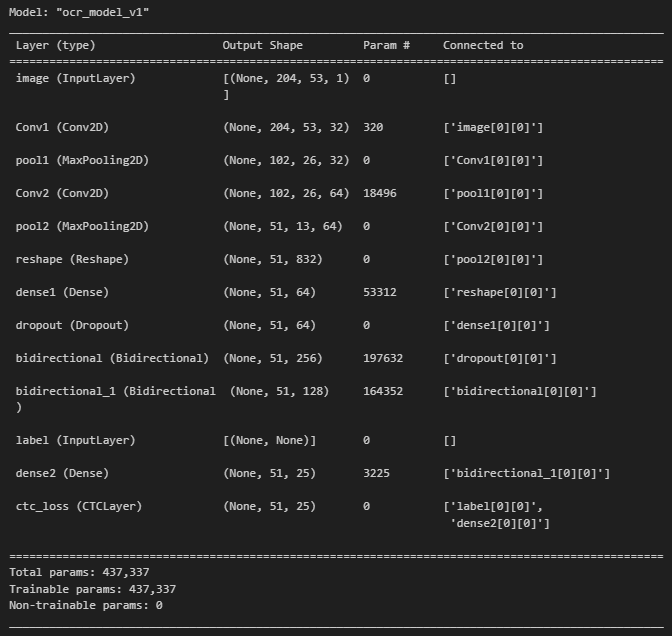 Model: "ocr_model_v1"
Layer (type) Output Shape Param # Connected to
image (InputLayer) [(None, 204, 53, 1) 0 []
]
Conv1 (Conv2D) (None, 204, 53, 32) 320 ['image[0][0]']
pool1 (MaxPooling2D) (None, 102, 26, 32) 0 ['Conv1[0][0]']
Conv2 (Conv2D) (None, 102, 26, 64) 18496 ['pool1[0][0]']
pool2 (MaxPooling2D) (None, 51, 13, 64) 0 ['Conv2[0][0]']
reshape (Reshape) (None, 51, 832) 0 ['pool2[0][0]']
dense1 (Dense) (None, 51, 64) 53312 ['reshape[0][0]']
dropout (Dropout) (None, 51, 64) 0 ['dense1[0][0]']
bidirectional (Bidirectional) (None, 51, 256) 197632 ['dropout[0][0]']
bidirectional_1 (Bidirectional (None, 51, 128) 164352 ['bidirectional[0][0]']
)
label (InputLayer) [(None, None)] 0 []
dense2 (Dense) (None, 51, 25) 3225 ['bidirectional_1[0][0]']
ctc_loss (CTCLayer) (None, 51, 25) 0 ['label[0][0]',
'dense2[0][0]']
Total params: 437,337
Trainable params: 437,337
Non-trainable params: 0